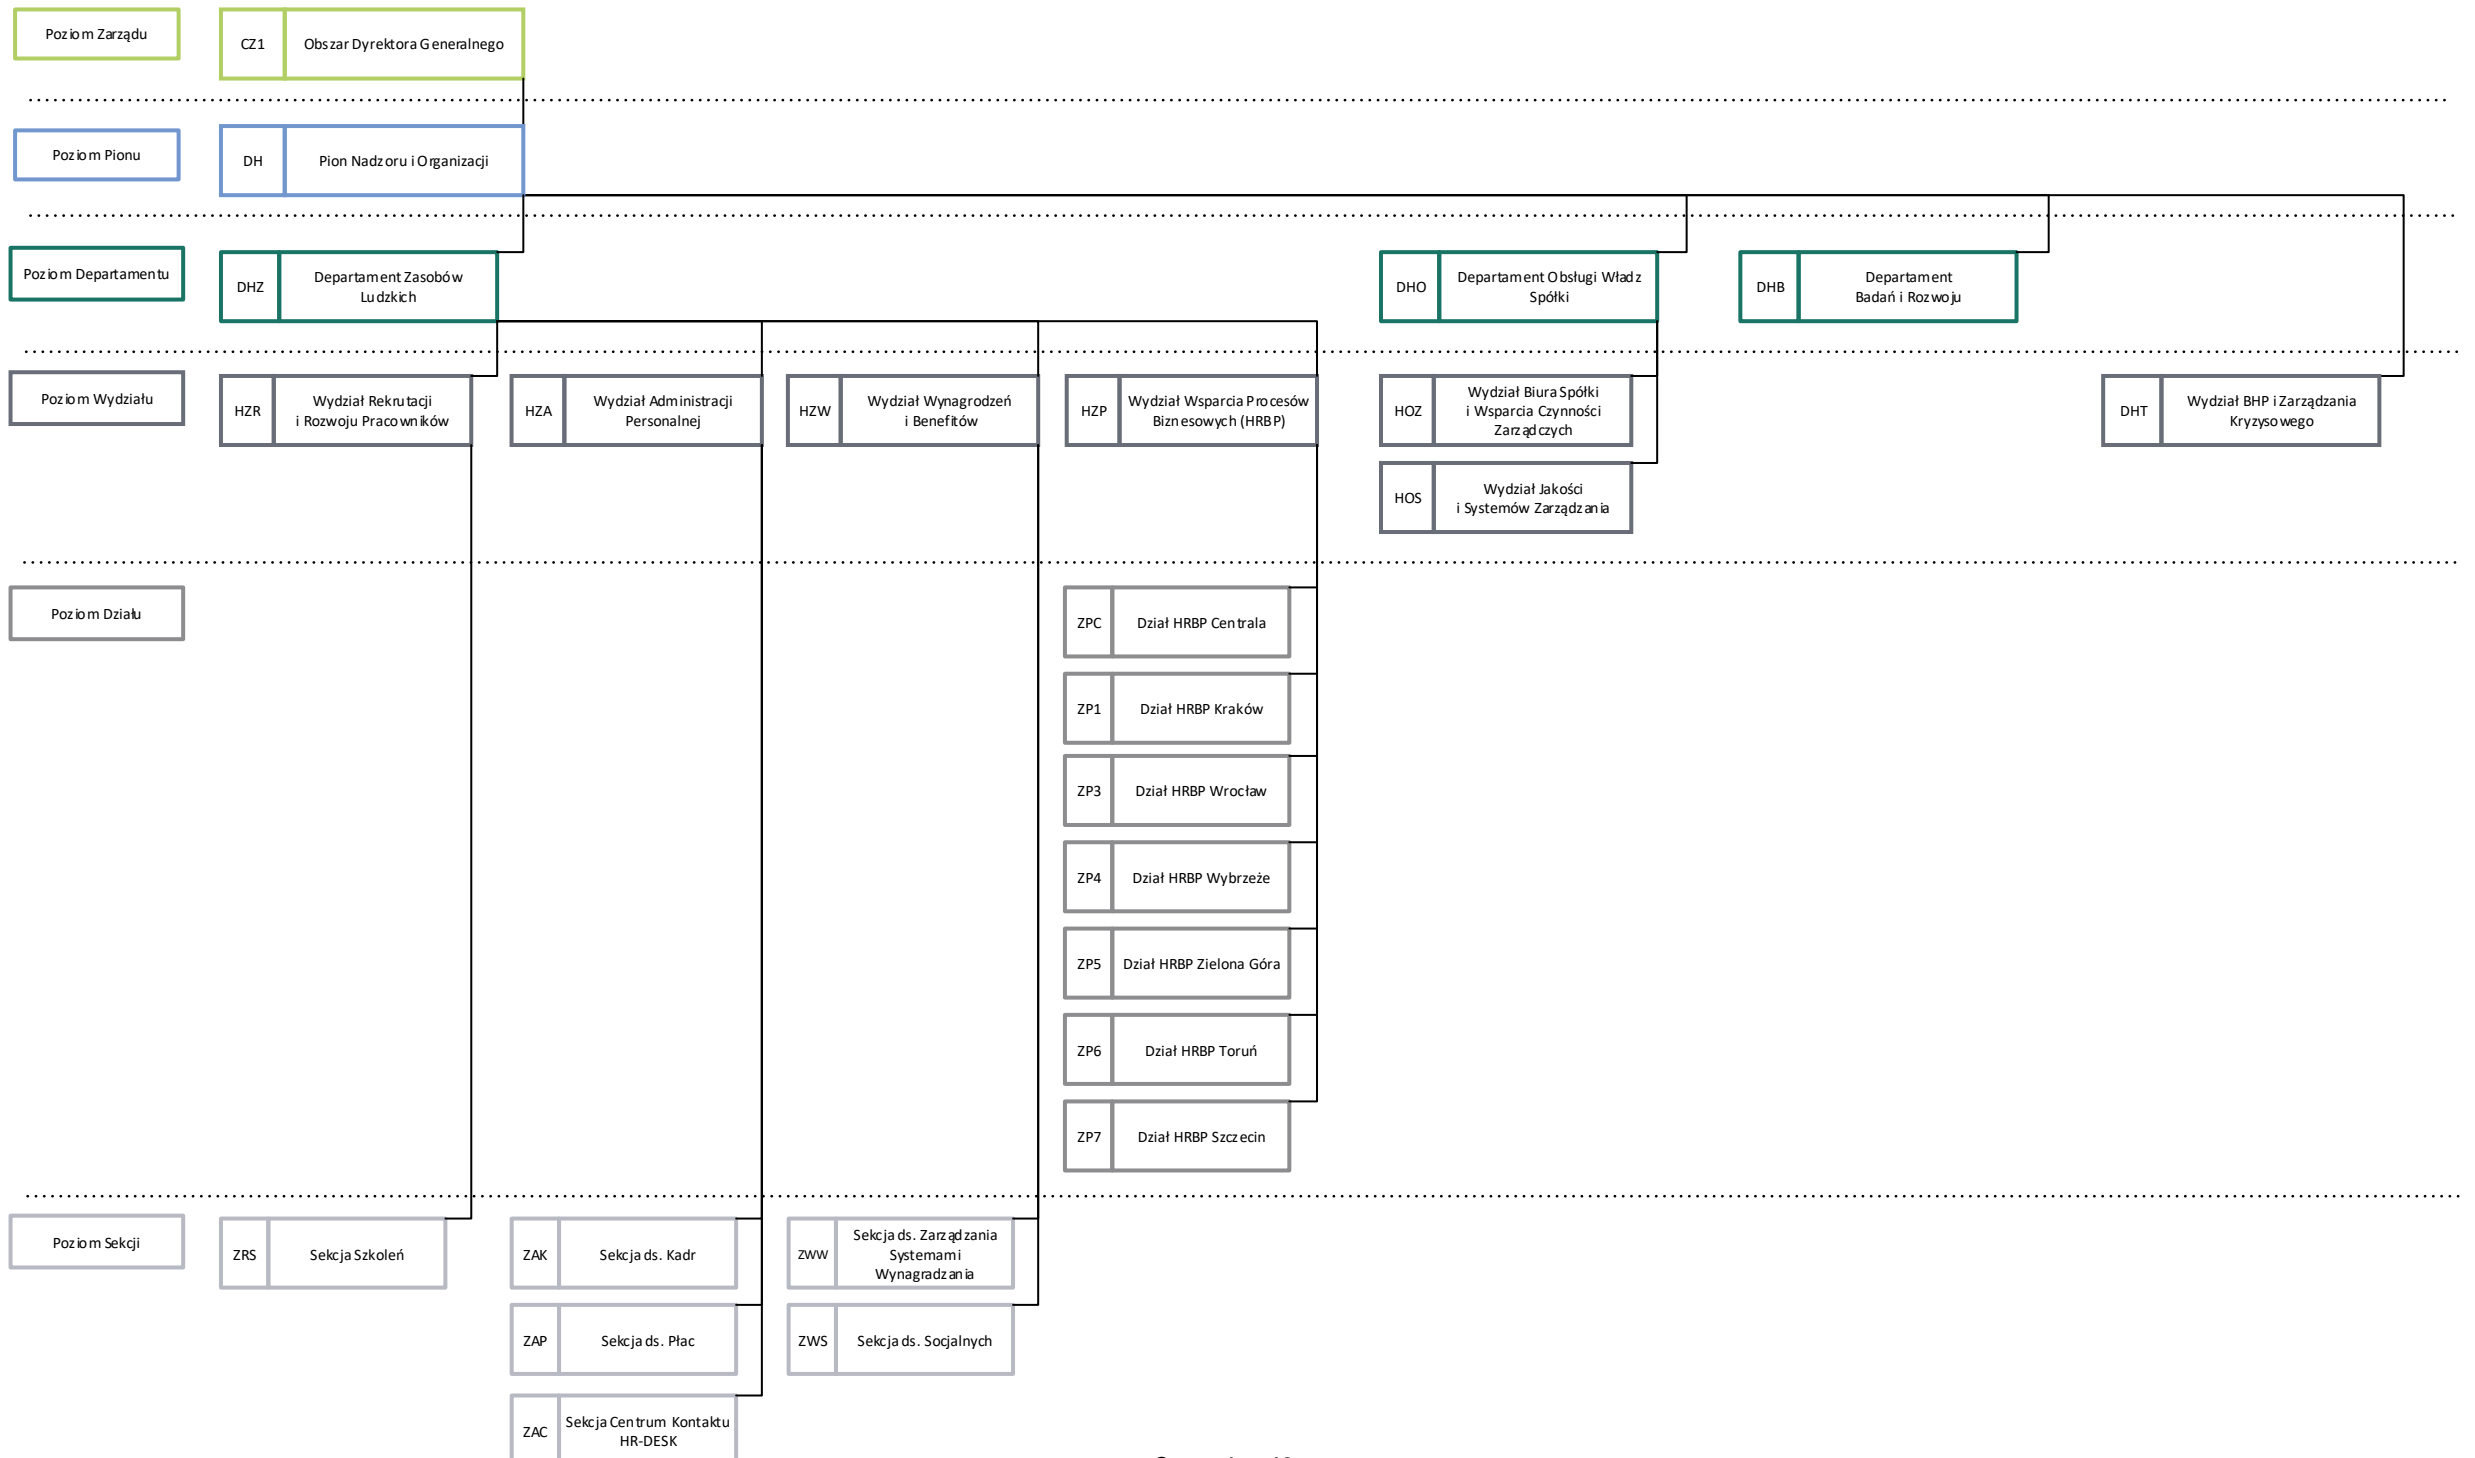 Poziom Zarządu
CZ1
Obszar Dyrektora Generalnego
Poziom Pionu
DH
Pion Nadzoru i Organizacji
Poziom Departamentu
DHZ
Departament Zasobów
Ludzkich
DHO
Departament Obsługi Władz
Spółki
DHB
Departament
Badań i Rozwoju
Poziom Wydziału
HZR
Wydział Rekrutacji
i Rozwoju Pracowników
HZA
Wydział Administracji
Personalnej
HZW
Wydział Wynagrodzeń
i Benefitów
HZP
Wydział Wsparcia Procesów
Biznesowych (HRBP)
HOZ
Wydział Biura Spółki
i Wsparcia Czynności
Zarządczych
DHT
Wydział BHP i Zarządzania
Kryzysowego
HOS
Wydział Jakości
i Systemów Zarządzania
Poziom Działu
ZPC
Dział HRBP Centrala
ZP1
Dział HRBP Kraków
ZP3
Dział HRBP Wrocław
ZP4
Dział HRBP Wybrzeże
ZP5
Dział HRBP Zielona Góra
ZP6
Dział HRBP Toruń
ZP7
Dział HRBP Szczecin
Poziom Sekcji
ZRS
Sekcja Szkoleń
ZAK
Sekcja ds. Kadr
ZWW
Sekcja ds. Zarządzania
Systemami
Wynagradzania
ZAP
Sekcja ds. Płac
ZWS
Sekcja ds. Socjalnych
ZAC
Sekcja Centrum Kontaktu
HR-DESK